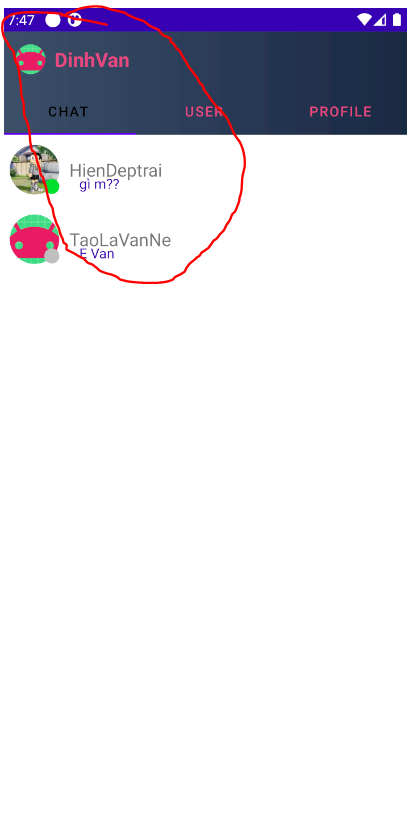 7:47
DinhVan
CHAT USER PROFILE
HienDeptrai
gì m??
TaoLaVanNe
E Van